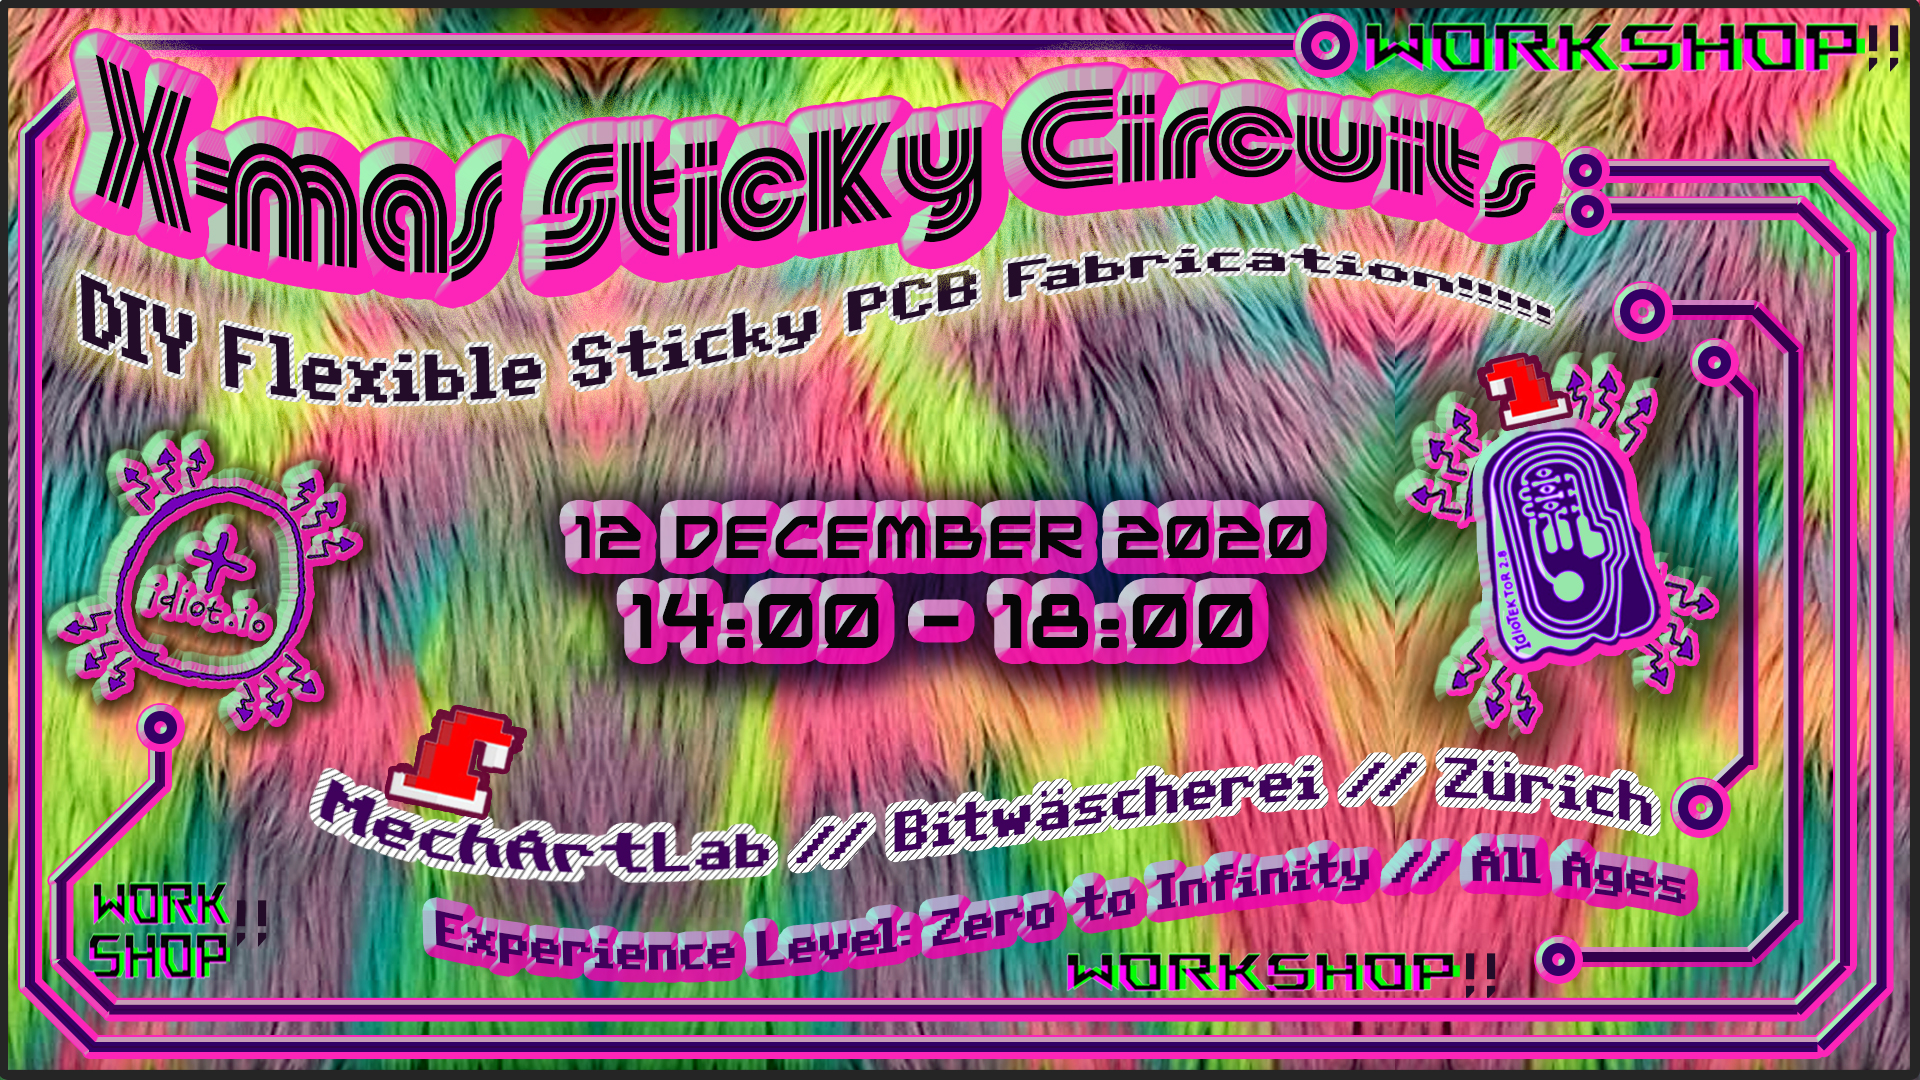 WORKSHOP!!
X-mas Sticky Circuits
DIY Flexible Sticky PCB Fabrication!!!!!
idiot.io
IdioTEKTOR 2.8
12 DECEMBER 2020
14:00 - 18:00
MechArtLab // Bitwäscherei // Zürich
Experience Level: Zero to Infinity // All Ages
WORK
SHOP!!
WORKSHOP!!